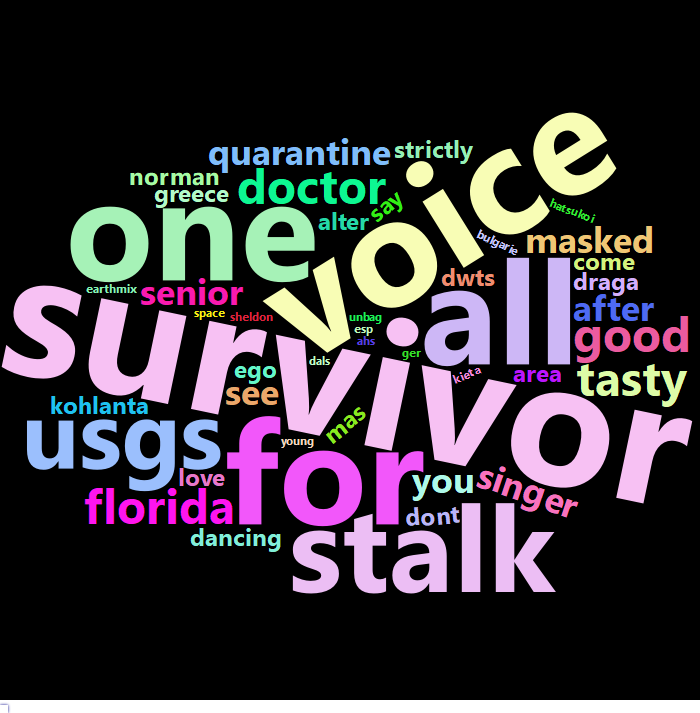 voice
quarantine
strictly
norman
doctor
greece
say
hatsukoi
one
alter
bulgarie
masked
come
earthmix
senior
dwts
draga
space
sheldon
unbag
all
after
survivor
esp
good
ahs
ger
dals
kieta
area
tasty
ego
see
kohlanta
usgs
mas
young
for
love
you
singer
florida
dont
dancing
stalk